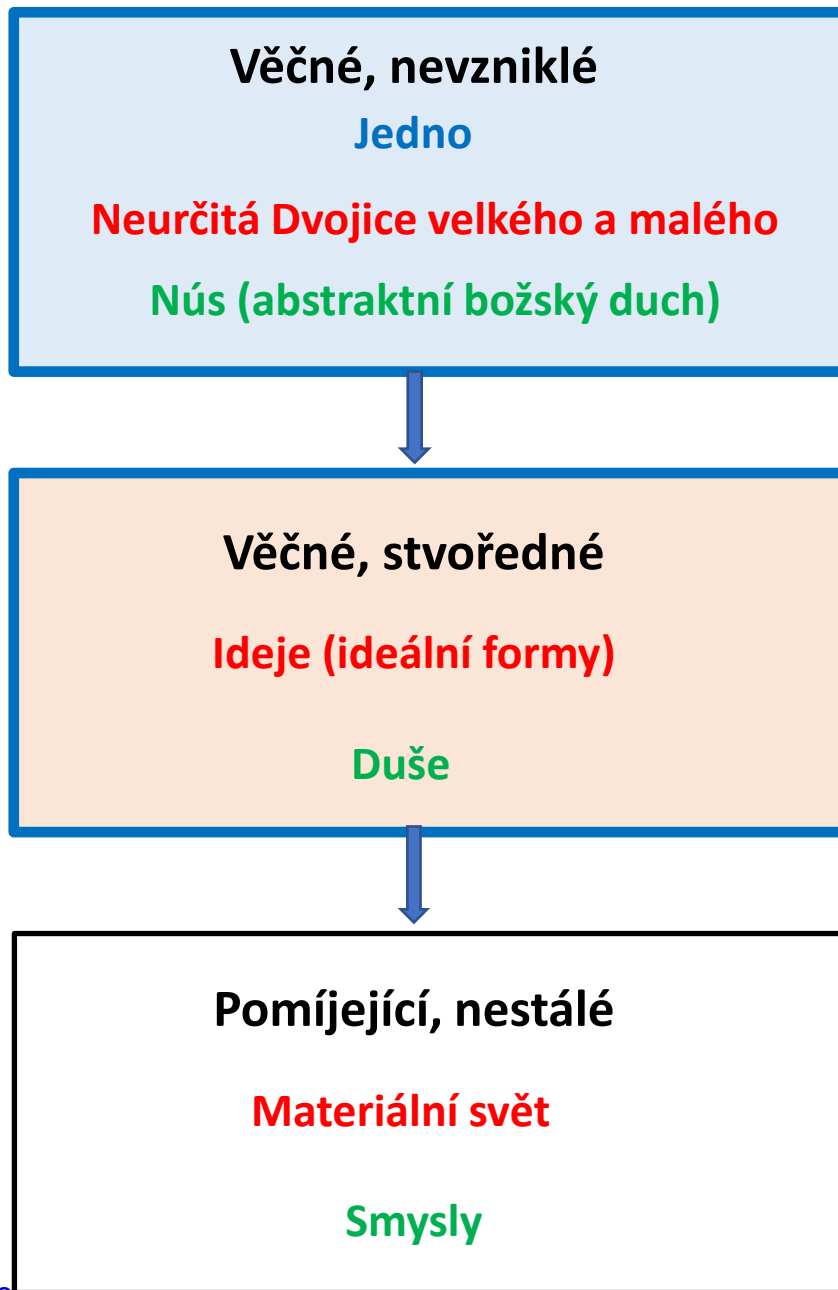 Věčné, nevzniklé
Jedno
Neurčitá Dvojice velkého a malého
Nús (abstraktní božský duch)
Věčné, stvoředné
Ideje (ideální formy)
Duše
Pomíjející, nestálé
Materiální svět
Smysly